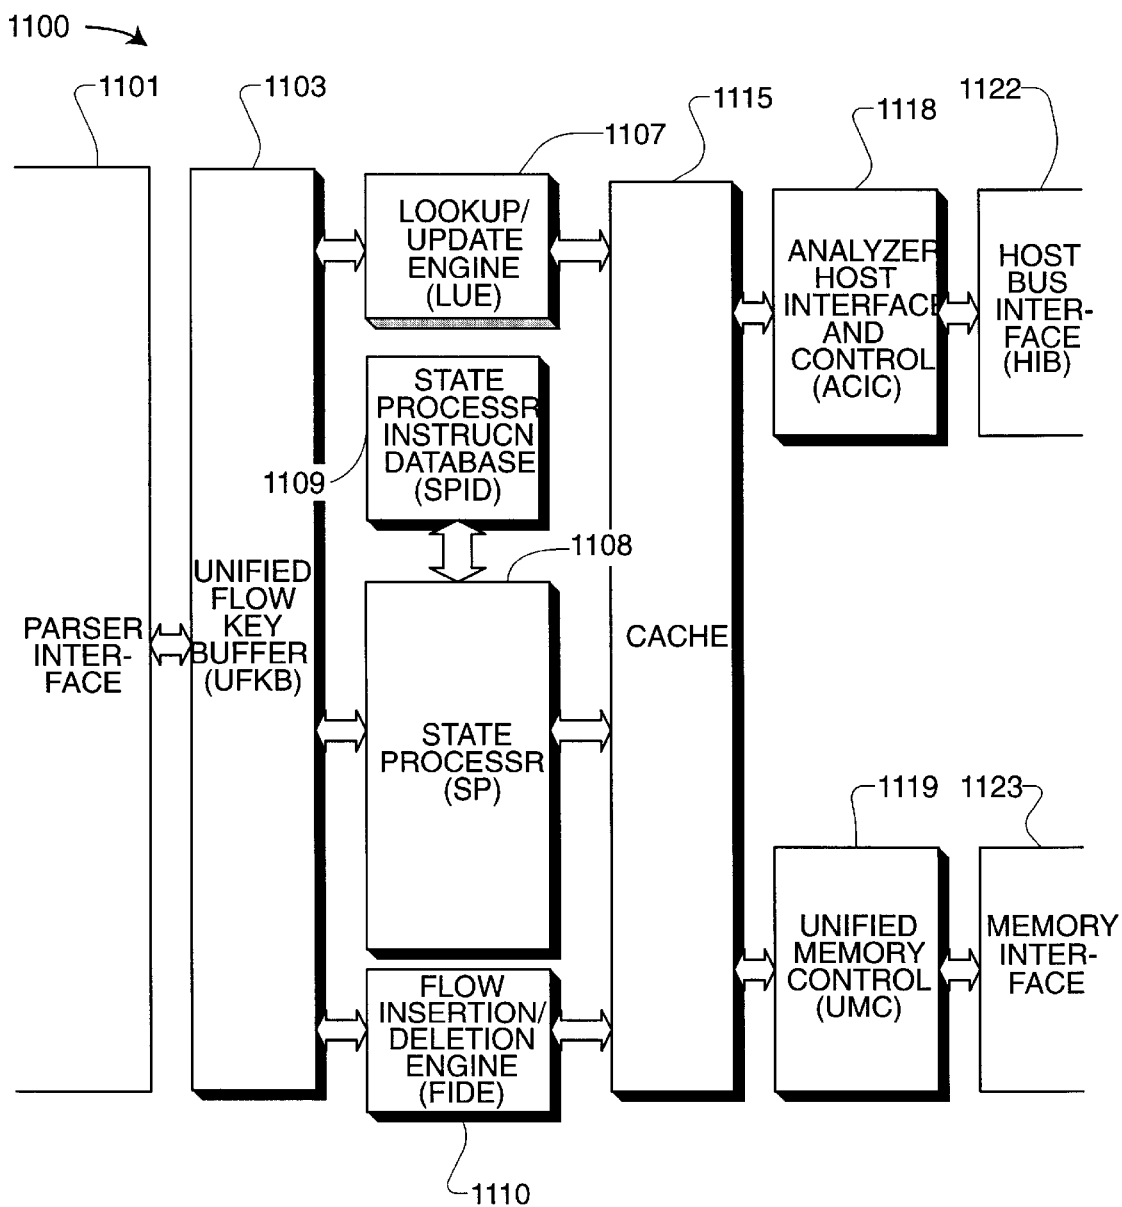 1100
1101
1103
1107
1115
1118
1122
LOOKUP/
UPDATE
ENGINE
(LUE)
ANALYZER
HOST
INTERFACE
AND
CONTROL
(ACIC)
HOST
BUS
INTER-
FACE
(HIB)
STATE
PROCESSR
INSTRUCN
DATABASE
(SPID)
1109
1108
UNIFIED
FLOW
KEY
BUFFER
(UFKB)
PARSER
INTER-
FACE
CACHE
STATE
PROCESSR
(SP)
1119
1123
UNIFIED
MEMORY
CONTROL
(UMC)
MEMORY
INTER-
FACE
FLOW
INSERTION/
DELETION
ENGINE
(FIDE)
1110